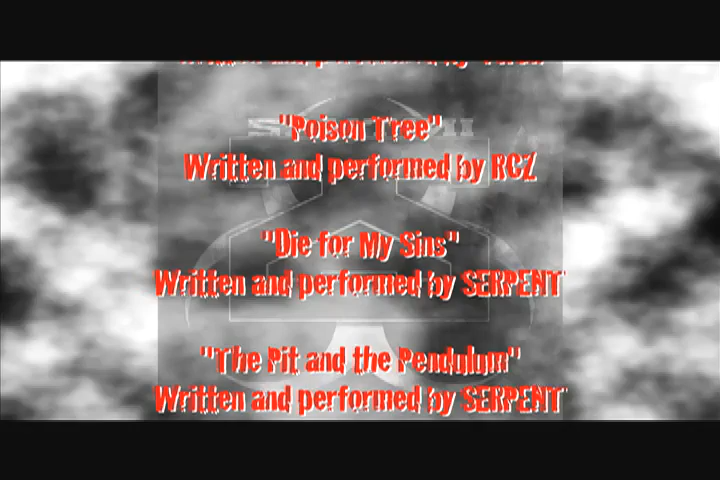 "Poison Tree"
Written and performed by RCZ
"Die for My Sins"
Written and performed by SERPENT
"The Pit and the Pendulum"
Written and performed by SERPENT